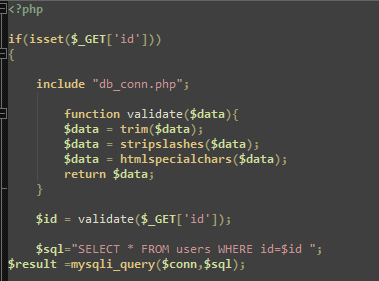 <?php
if(isset($_GET['id']))
{
include "db_conn.php";
function validate($data){
$data = trim($data);
$data = stripslashes($data);
$data = htmlspecialchars($data);
return $data;
}
$id = validate($_GET['id']);
$sql="SELECT * FROM users WHERE id=$id ";
$result =mysqli_query($conn,$sql);